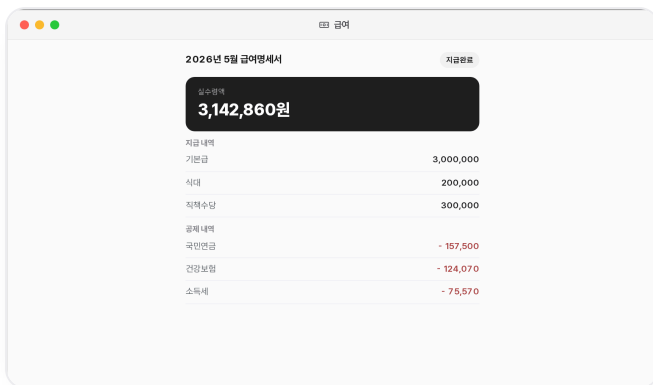 급여
2026년 5월 급여명세서 지급완료
실수령액
3,142,860원
지급 내역
기본급 3,000,000
식대 200,000
직책수당 300,000
공제 내역
국민연금 - 157,500
건강보험 - 124,070
소득세 - 75,570